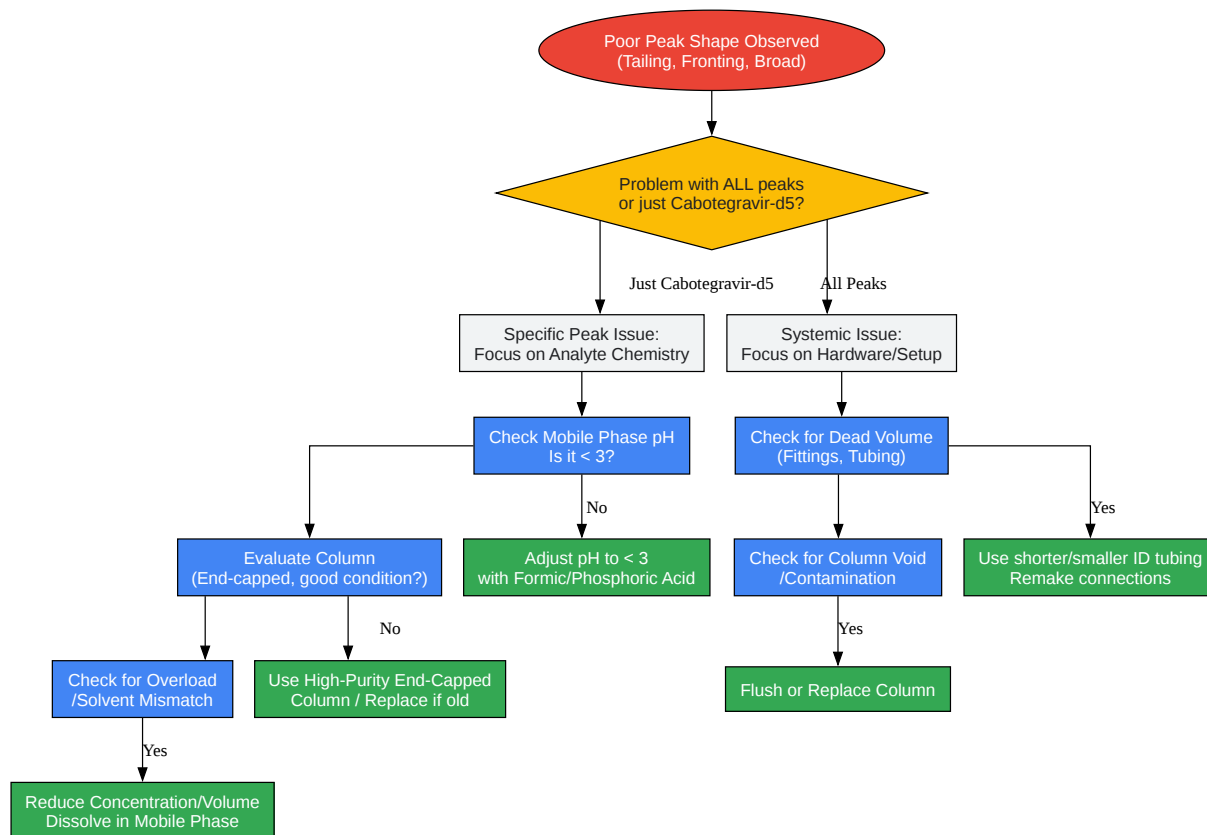 Poor Peak Shape Observed
(Tailing, Fronting, Broad)
Problem with ALL peaks
or just Cabotegravir-d5?
Just Cabotegravir-d5
All Peaks
Specific Peak Issue:
Focus on Analyte Chemistry
Systemic Issue:
Focus on Hardware/Setup
Check Mobile Phase pH
Is it < 3?
Check for Dead Volume
(Fittings, Tubing)
No
Yes
Evaluate Column
(End-capped, good condition?)
Adjust pH to < 3
with Formic/Phosphoric Acid
Check for Column Void
/Contamination
Use shorter/smaller ID tubing
Remake connections
No
Yes
Check for Overload
/Solvent Mismatch
Use High-Purity End-Capped
Column / Replace if old
Flush or Replace Column
Yes
Reduce Concentration/Volume
Dissolve in Mobile Phase